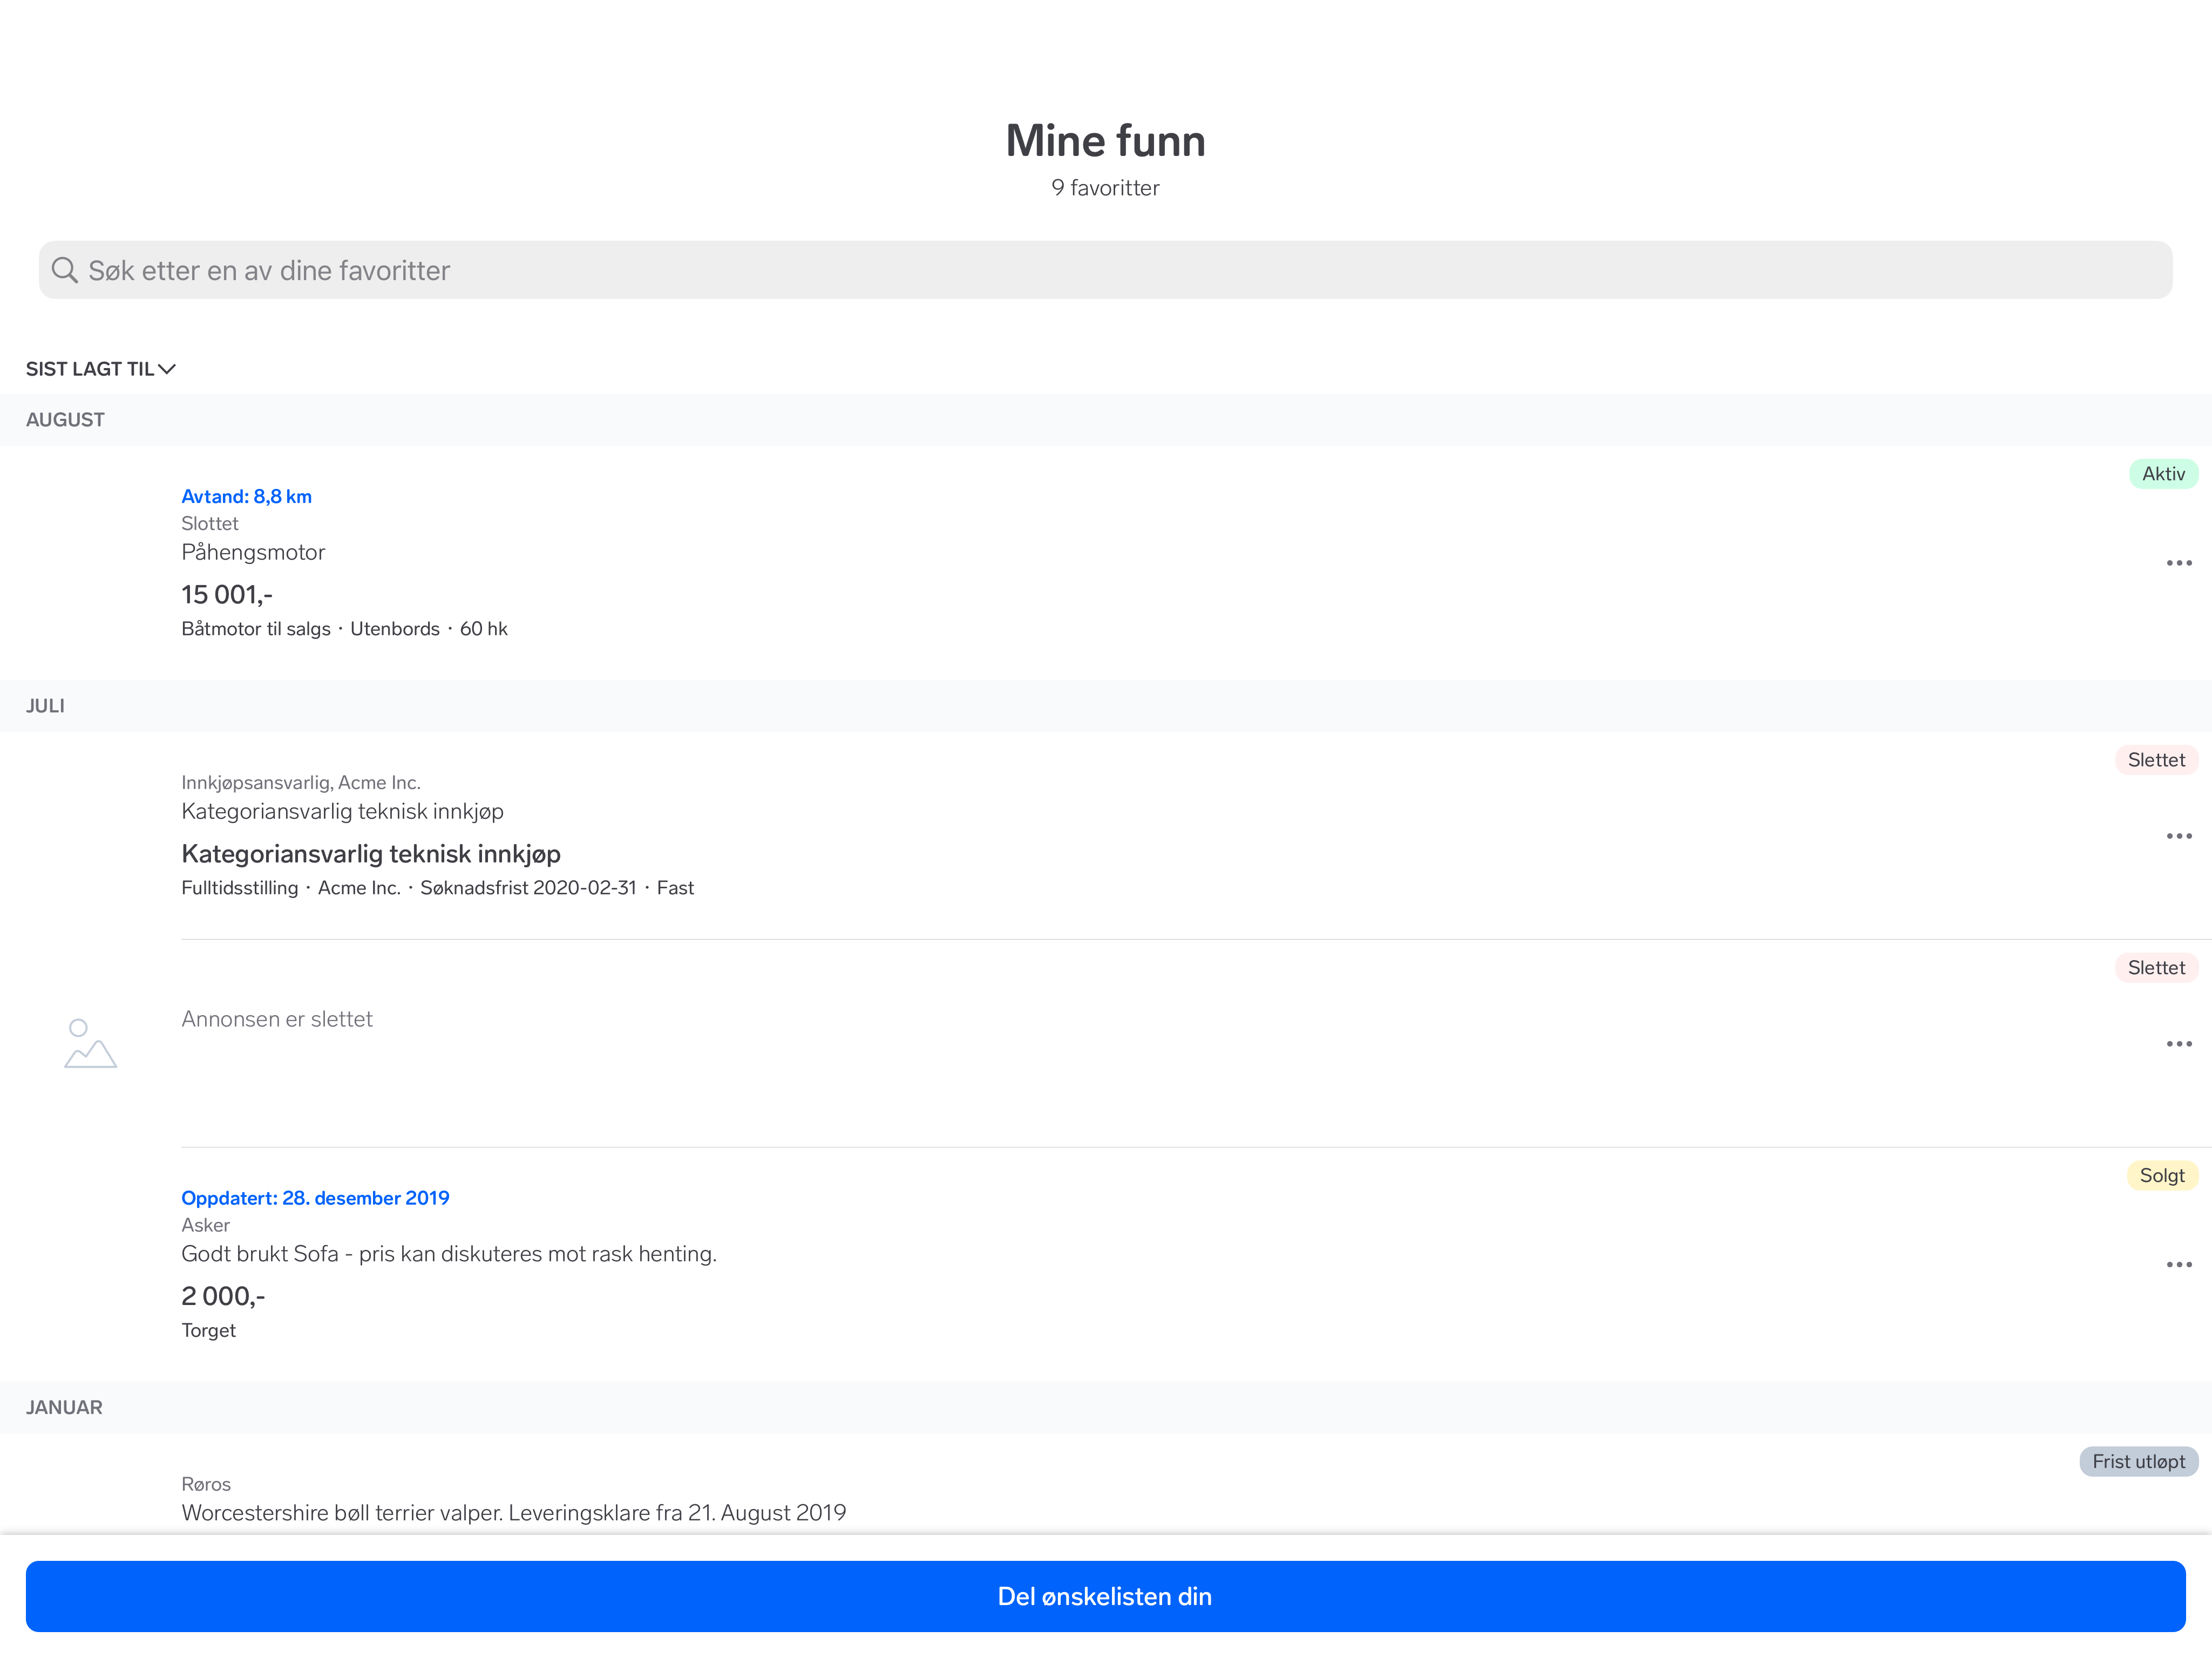 Mine funn
9 favoritter
Søk etter en av dine favoritter
SIST LAGT TIL
AUGUST
Aktiv
Avtand: 8,8 km
Slottet
Påhengsmotor
15 001,-
Båtmotor til salgs · Utenbords · 60 hk
JULI
Slettet
Innkjøpsansvarlig, Acme Inc.
Kategoriansvarlig teknisk innkjøp
Kategoriansvarlig teknisk innkjøp
Fulltidsstilling · Acme Inc. · Søknadsfrist 2020-02-31 · Fast
Slettet
Annonsen er slettet
Solgt
Oppdatert: 28. desember 2019
Asker
Godt brukt Sofa - pris kan diskuteres mot rask henting.
2 000,-
Torget
JANUAR
Frist utløpt
Røros
Worcestershire bøll terrier valper. Leveringsklare fra 21. August 2019
Del ønskelisten din